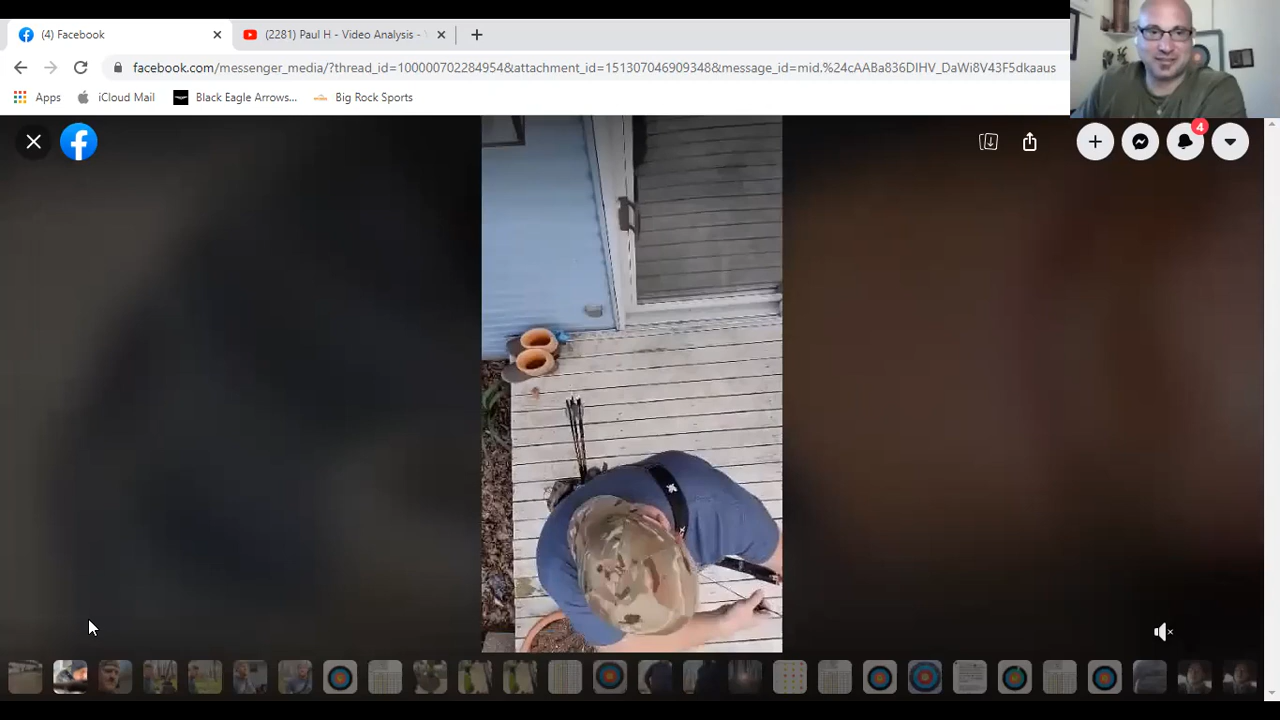 (4) Facebook
(2281) Paul H - Video Analysis -
facebook.com/messenger_media/?thread_id=100000702284954&attachment_id=151307046909348&message_id=mid.%24cAABa836DIHV_DaWi8V43F5dkaaus
Apps
iCloud Mail
Black Eagle Arrows...
Big Rock Sports
4